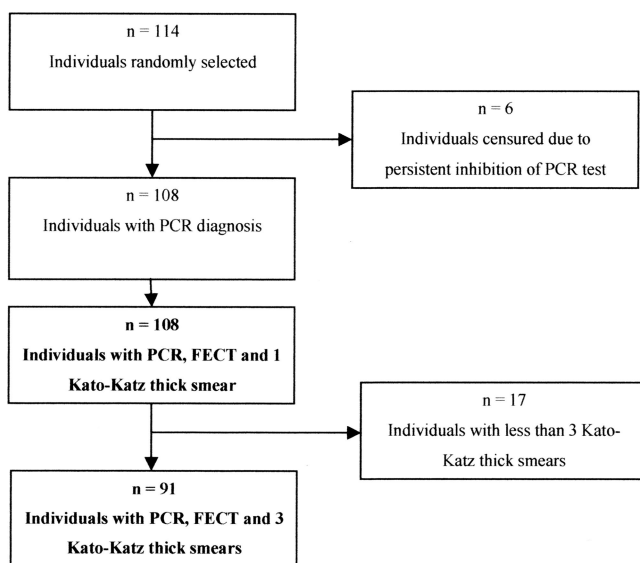 n = 114
Individuals randomly selected
n = 6
Individuals censured due to
persistent inhibition of PCR test
n = 108
Individuals with PCR diagnosis
n = 108
Individuals with PCR, FECT and 1
Kato-Katz thick smear
n = 17
Individuals with less than 3 Kato-
Katz thick smears
n = 91
Individuals with PCR, FECT and 3
Kato-Katz thick smears